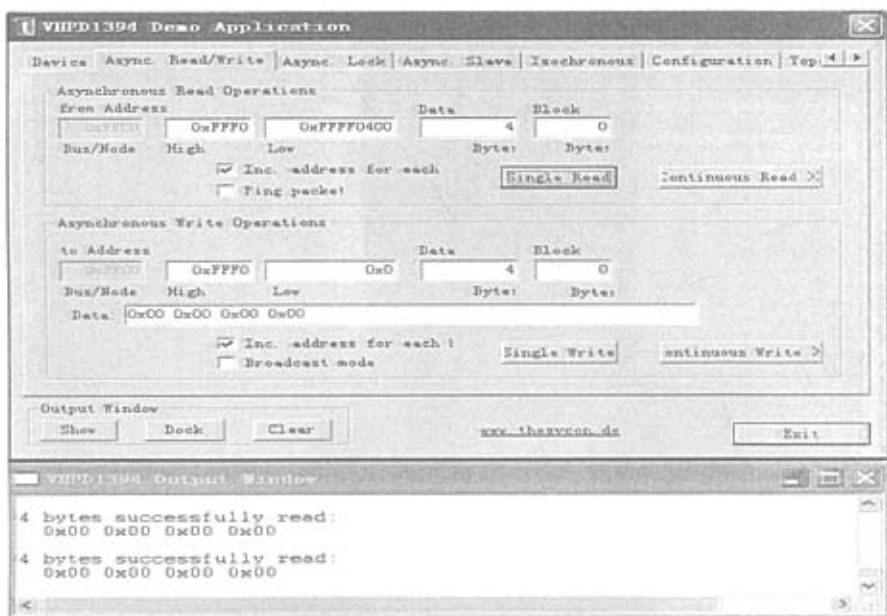 VHPD1394 Demo Application
Device Async. Read/Write Async. Lock Async. Slave Isochronous Configuration Top
Asynchronous Read Operations
from Address Data Block
0xFFF0 0xFFFF0400 4 0
Bus/Node High Low Byte: Byte:
Inc. address for each
Ping packet
Single Read Continuous Read >
Asynchronous Write Operations
to Address Data Block
0xFFF0 0x0 4 0
Bus/Node High Low Byte: Byte:
Data: 0x00 0x00 0x00 0x00
Inc. address for each
Broadcast mode
Single Write ontinuous Write >
Output Window
Show Dock Clear www.thesycon.de Exit
VHPD1394 Output Window
4 bytes successfully read:
0x00 0x00 0x00 0x00
4 bytes successfully read:
0x00 0x00 0x00 0x00